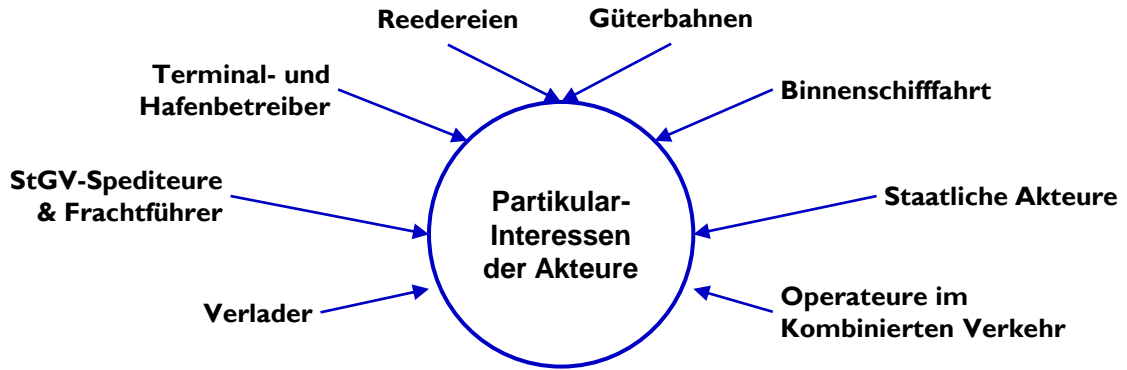 Reedereien
Güterbahnen
Terminal- und
Hafenbetreiber
Binnenschifffahrt
StGV-Spediteure
& Frachtführer
Partikular-
Interessen
der Akteure
Staatliche Akteure
Verlader
Operateure im
Kombinierten Verkehr